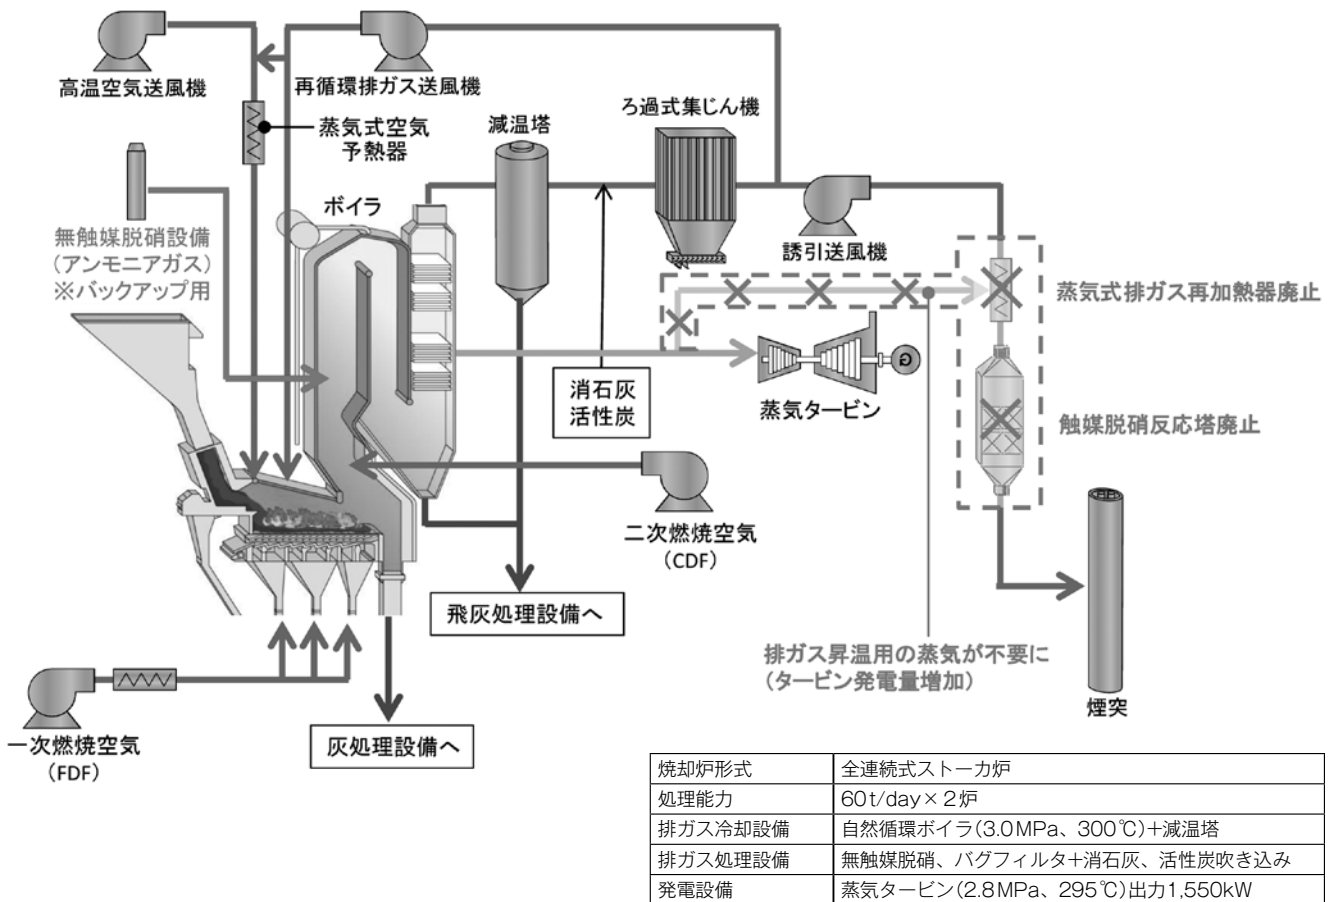 高温空気送風機
再循環排ガス送風機
蒸気式空気
予熱器
減温塔
ろ過式集じん機
無触媒脱硝設備
(アンモニアガス)
※バックアップ用
ボイラ
誘引送風機
蒸気式排ガス再加熱器廃止
消石灰
活性炭
G
蒸気タービン
触媒脱硝反応塔廃止
二次燃焼空気
(CDF)
飛灰処理設備へ
排ガス昇温用の蒸気が不要に
(タービン発電量増加)
煙突
一次燃焼空気
(FDF)
灰処理設備へ
焼却炉形式 全連続式ストーカ炉
処理能力 60t/day×2炉
排ガス冷却設備 自然循環ボイラ(3.0MPa、300℃)+減温塔
排ガス処理設備 無触媒脱硝、バグフィルタ+消石灰、活性炭吹き込み
発電設備 蒸気タービン(2.8MPa、295℃)出力1,550kW